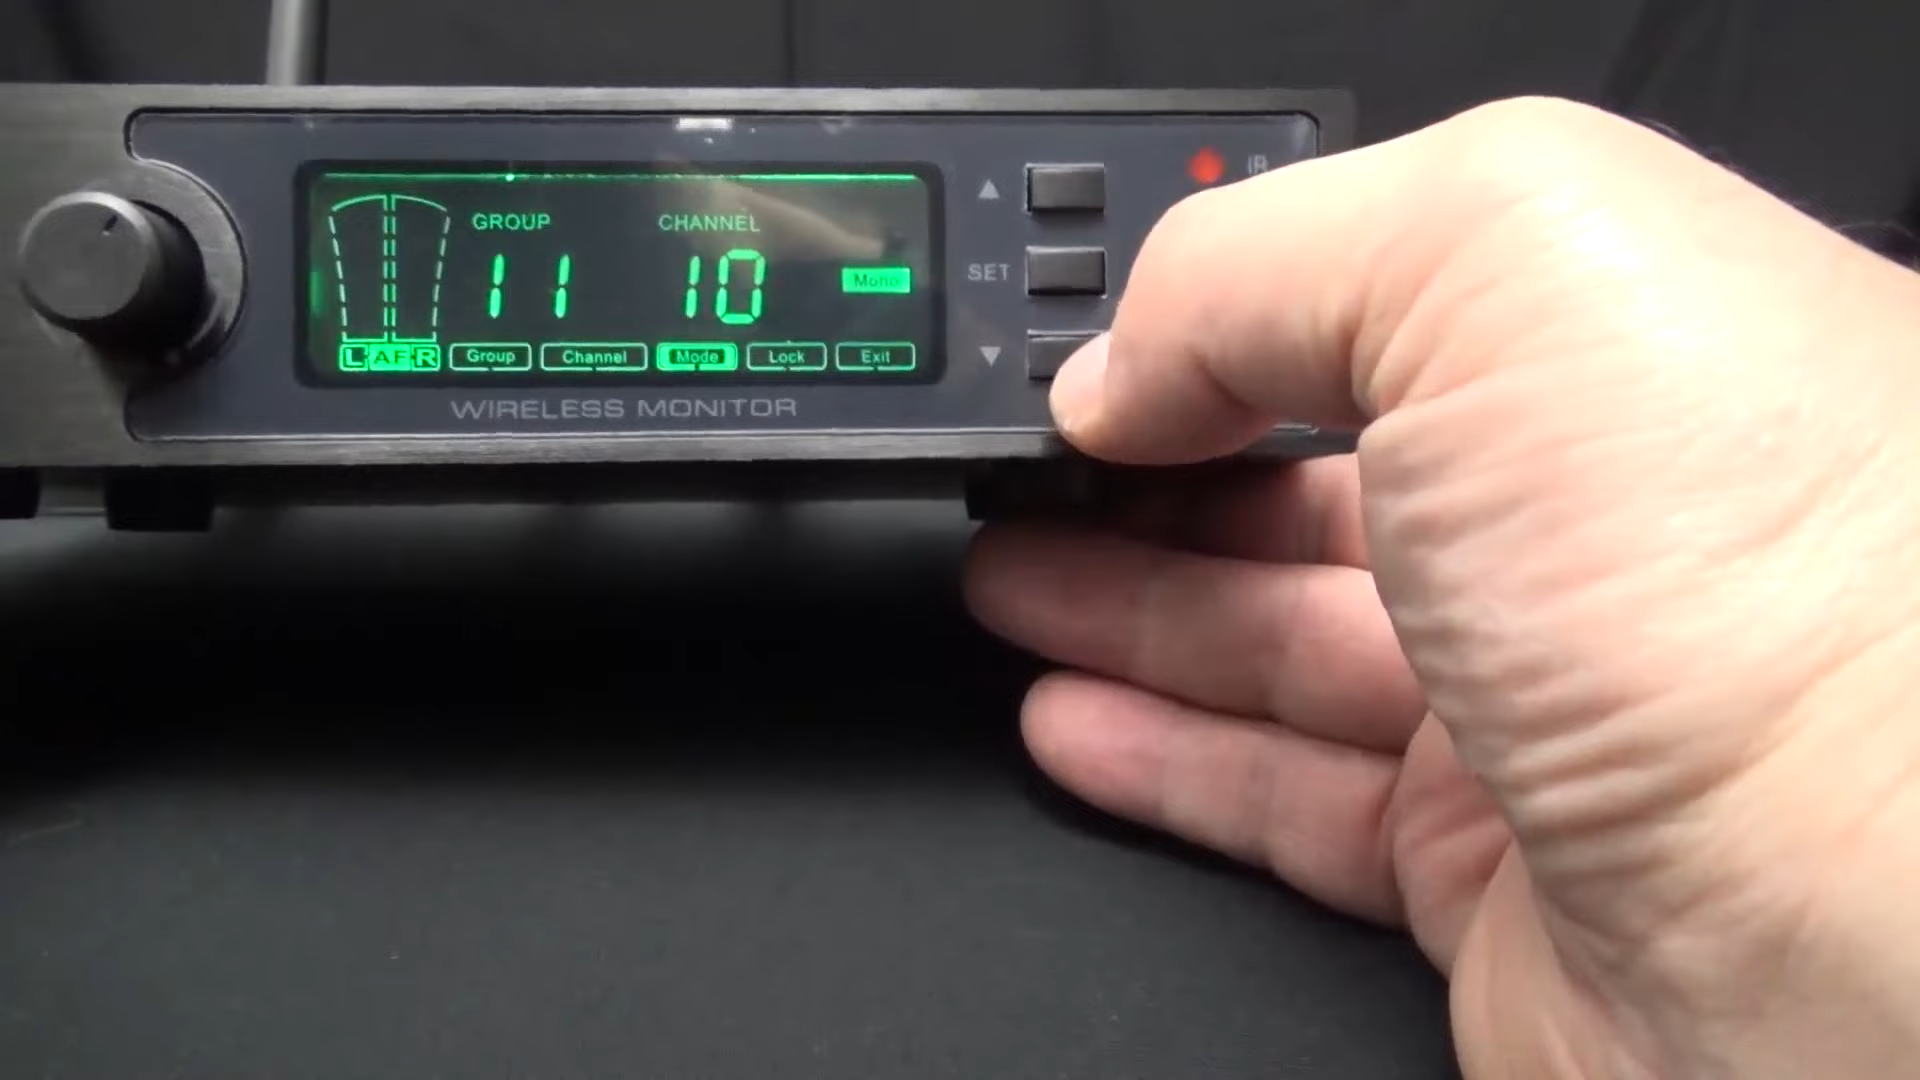 IR
▲
GROUP CHANNEL
11 10
Mono
SET
L AF R Group Channel Mode Lock Exit
▼
WIRELESS MONITOR